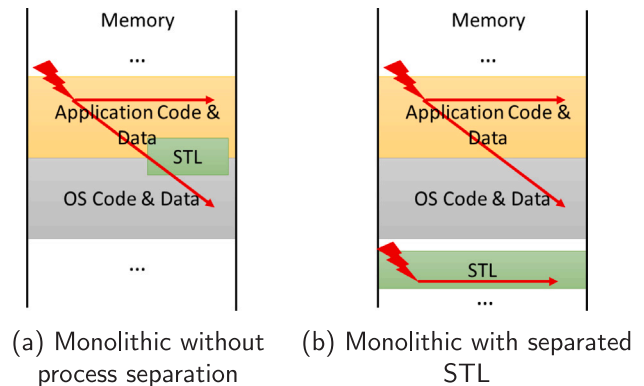 Memory
...
Application Code &
Data
STL
OS Code & Data
...
(a) Monolithic without
process separation
Memory
...
Application Code &
Data
OS Code & Data
STL
...
(b) Monolithic with separated
STL